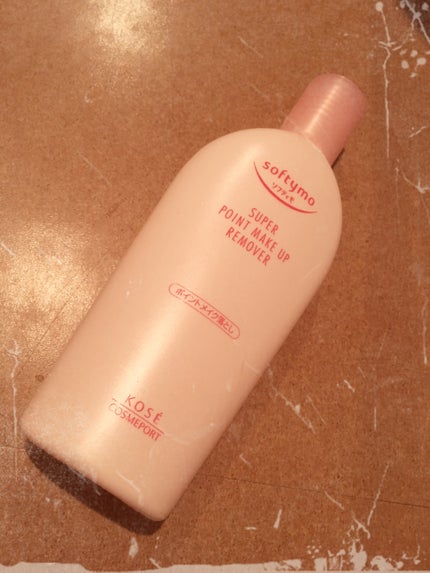 softymo
ソフティモ
SUPER
POINT MAKE UP
REMOVER
ポイントメイク落とし
KOSÉ
COSMEPORT